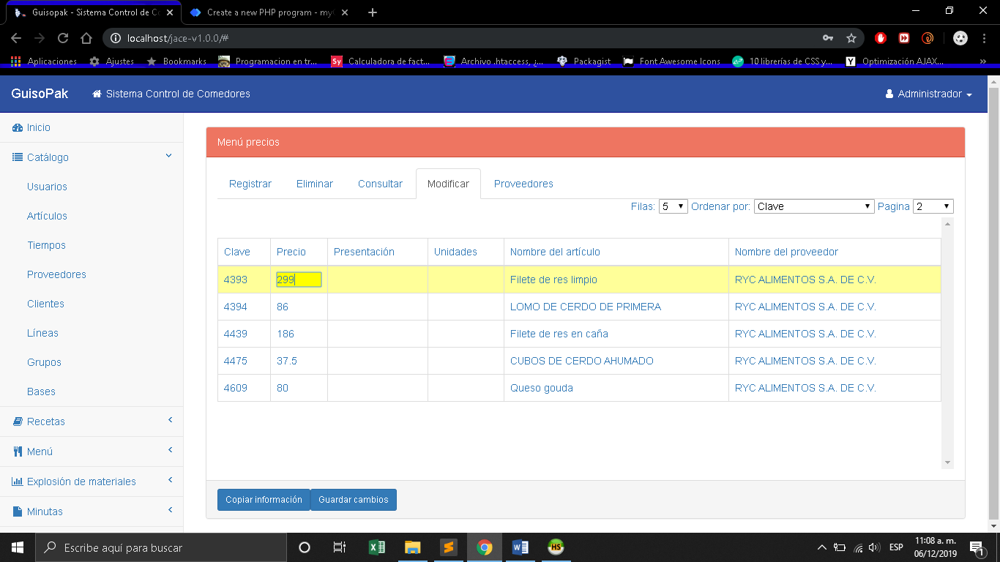 Guisopak - Sistema Control de Co
Create a new PHP program - my
localhost/jace-v1.0.0/#
Aplicaciones
Ajustes
Bookmarks
Programacion en tr...
Sy
Calculadora de fact...
Archivo .htaccess, ¿...
Packagist
Font Awesome Icons
10 librerías de CSS y...
Y
Optimización AJAX...
»
GuisoPak
Sistema Control de Comedores
Administrador
Inicio
Catálogo
Usuarios
Artículos
Tiempos
Proveedores
Clientes
Líneas
Grupos
Bases
Recetas
Menú
Explosión de materiales
Minutas
Menú precios
Registrar Eliminar Consultar Modificar Proveedores
Filas: 5 Ordenar por: Clave Pagina 2
Clave Precio Presentación Unidades Nombre del artículo Nombre del proveedor
4393 299 Filete de res limpio RYC ALIMENTOS S.A. DE C.V.
4394 86 LOMO DE CERDO DE PRIMERA RYC ALIMENTOS S.A. DE C.V.
4439 186 Filete de res en caña RYC ALIMENTOS S.A. DE C.V.
4475 37.5 CUBOS DE CERDO AHUMADO RYC ALIMENTOS S.A. DE C.V.
4609 80 Queso gouda RYC ALIMENTOS S.A. DE C.V.
Copiar información Guardar cambios
Escribe aquí para buscar
HS
ESP
11:08 a. m.
06/12/2019
1